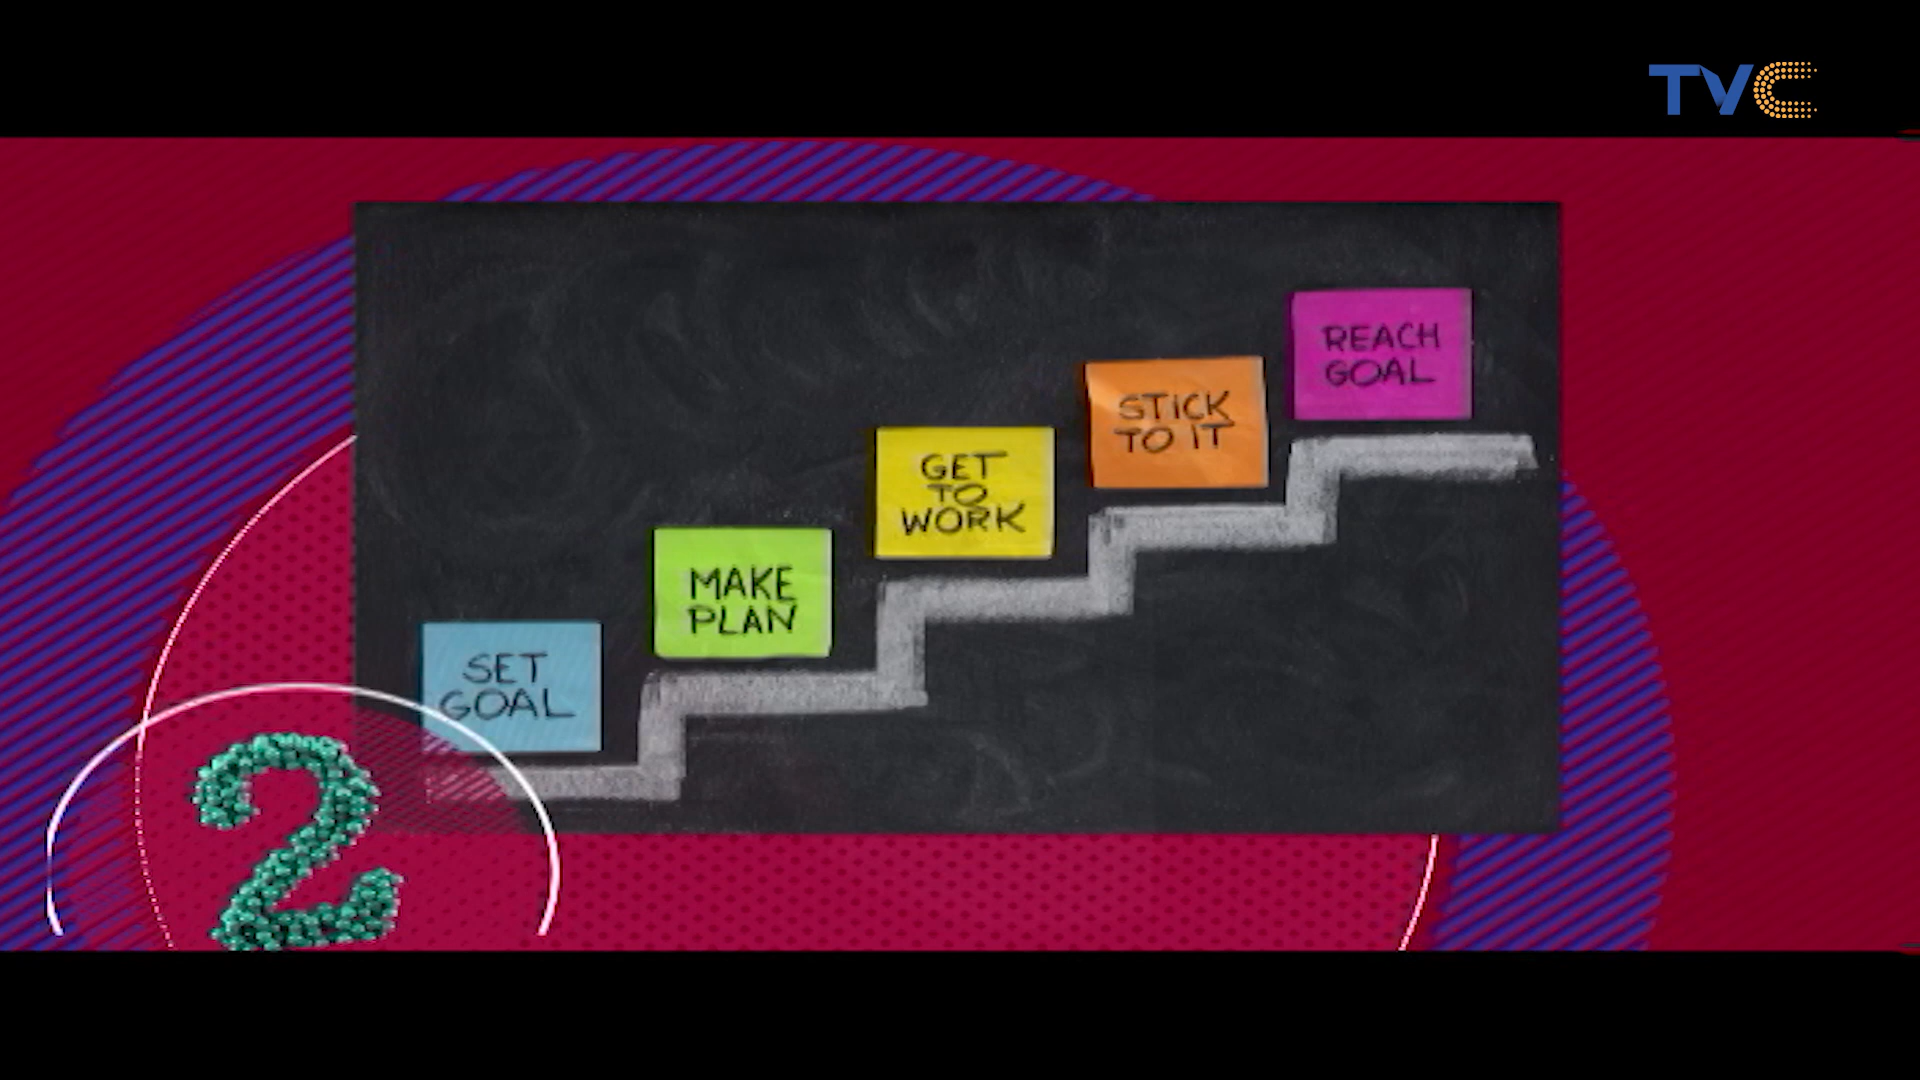 TVC
REACH
GOAL
STICK
TO IT
GET
TO
WORK
MAKE
PLAN
SET
GOAL
2